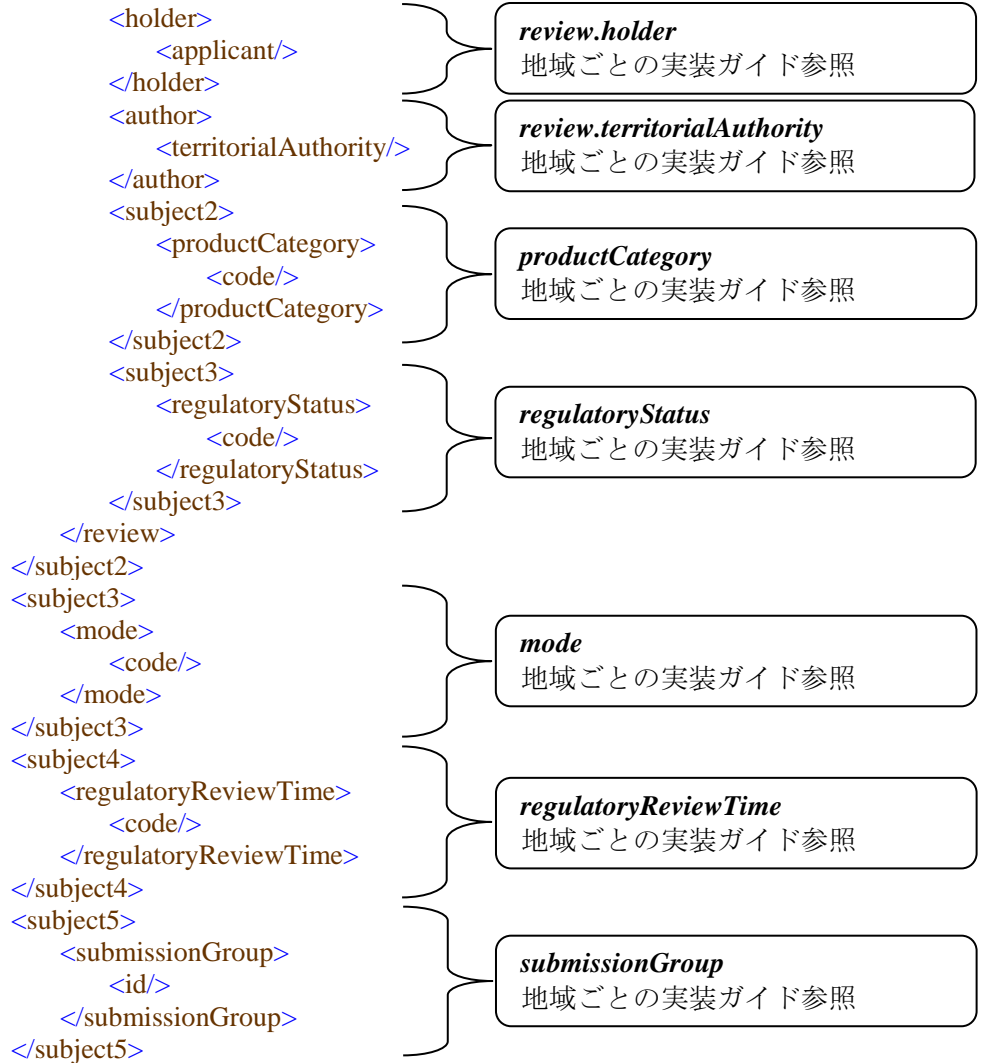 <holder>
<applicant/>
</holder>
review.holder
地域ごとの実装ガイド参照
<author>
<territorialAuthority/>
</author>
review.territorialAuthority
地域ごとの実装ガイド参照
<subject2>
<productCategory>
<code/>
</productCategory>
</subject2>
productCategory
地域ごとの実装ガイド参照
<subject3>
<regulatoryStatus>
<code/>
</regulatoryStatus>
</subject3>
regulatoryStatus
地域ごとの実装ガイド参照
</review>
</subject2>
<subject3>
<mode>
<code/>
</mode>
</subject3>
mode
地域ごとの実装ガイド参照
<subject4>
<regulatoryReviewTime>
<code/>
</regulatoryReviewTime>
</subject4>
regulatoryReviewTime
地域ごとの実装ガイド参照
<subject5>
<submissionGroup>
<id/>
</submissionGroup>
</subject5>
submissionGroup
地域ごとの実装ガイド参照